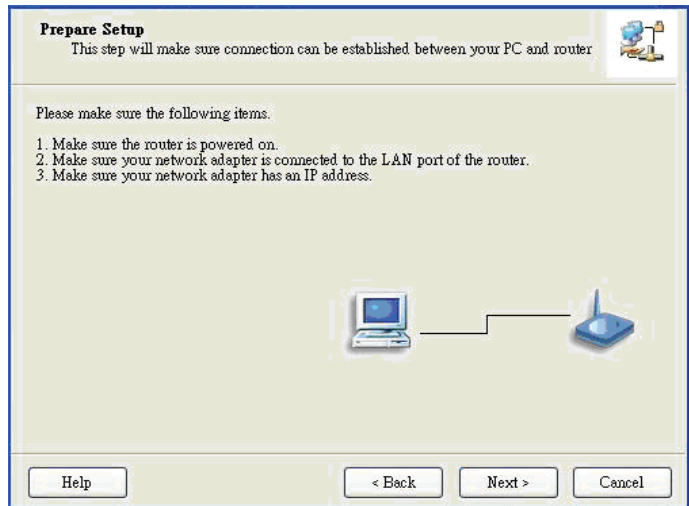 Prepare Setup
This step will make sure connection can be established between your PC and router
Please make sure the following items.
1. Make sure the router is powered on.
2. Make sure your network adapter is connected to the LAN port of the router.
3. Make sure your network adapter has an IP address.
Help
< Back
Next >
Cancel